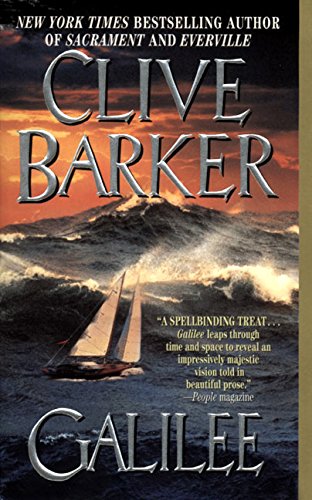 NEW YORK TIMES BESTSELLING AUTHOR
OF SACRAMENT AND EVERVILLE
CLIVE
BARKER
"A SPELLBINDING TREAT...
Galilee leaps through
time and space to reveal an
impressively majestic
vision told in
beautiful prose."
—People magazine
GALILEE